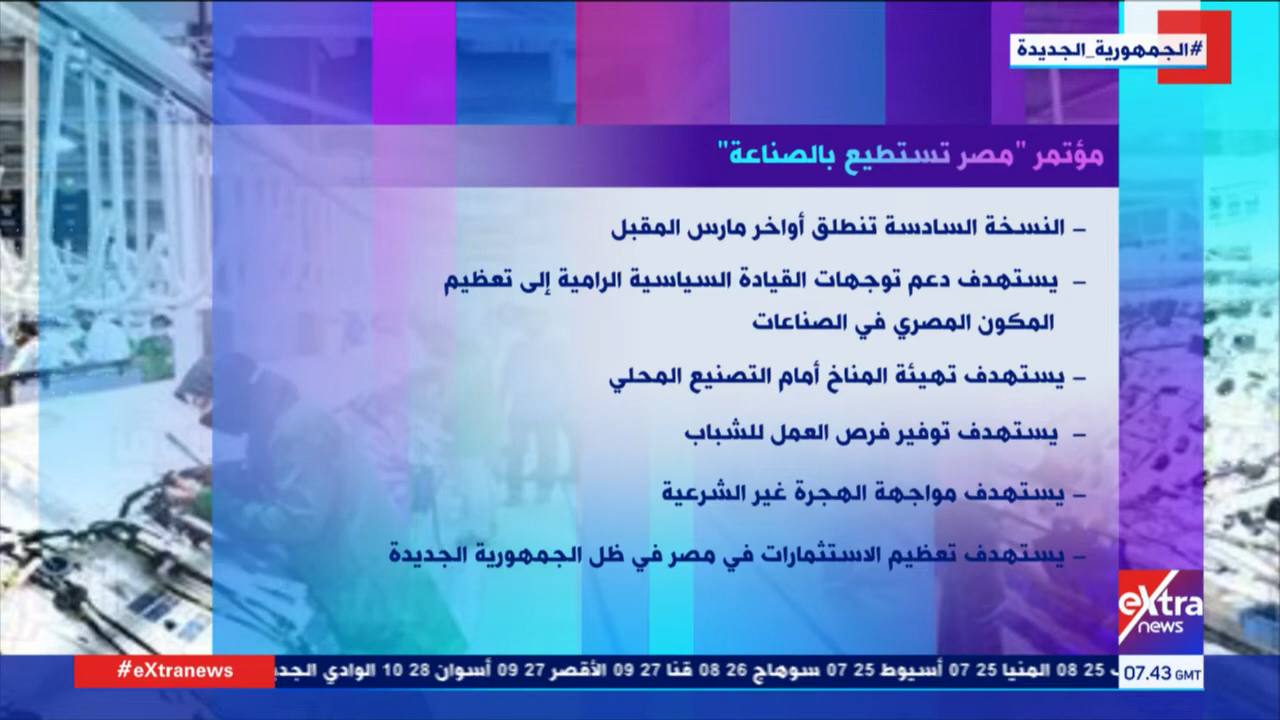 #الجمهورية_الجديدة
مؤتمر "مصر تستطيع بالصناعة"
- النسخة السادسة تنطلق أواخر مارس المقبل
- يستهدف دعم توجهات القيادة السياسية الرامية إلى تعظيم
المكون المصري في الصناعات
- يستهدف تهيئة المناخ أمام التصنيع المحلي
- يستهدف توفير فرص العمل للشباب
- يستهدف مواجهة الهجرة غير الشرعية
- يستهدف تعظيم الاستثمارات في مصر في ظل الجمهورية الجديدة
eXtra
news
#eXtranews
25 08 المنيا 25 07 أسيوط 25 07 سوهاج 26 08 قنا 27 09 الأقصر 27 09 أسوان 28 10 الوادي
07.43 GMT